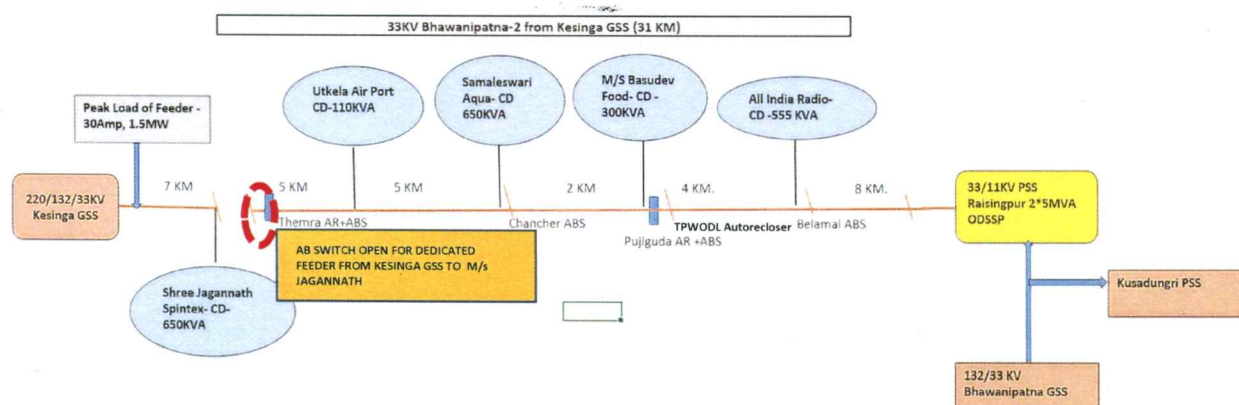 33KV Bhawanipatna-2 from Kesinga GSS (31 KM)
Peak Load of Feeder -
30Amp, 1.5MW
Utkela Air Port
CD-110KVA
Samaleswari
Aqua- CD
650KVA
M/S Basudev
Food- CD -
300KVA
All India Radio-
CD -555 KVA
220/132/33KV
Kesinga GSS
7 KM
5 KM
5 KM
2 KM
4 KM.
8 KM.
Themra AR+ABS
Chancher ABS
Pujiguda AR +ABS
TPWODL Autorecloser
Belamal ABS
33/11KV PSS
Raisingpur 2*5MVA
ODSSP
AB SWITCH OPEN FOR DEDICATED
FEEDER FROM KESINGA GSS TO M/s
JAGANNATH
Shree Jagannath
Spintex- CD-
650KVA
Kusadungri PSS
132/33 KV
Bhawanipatna GSS